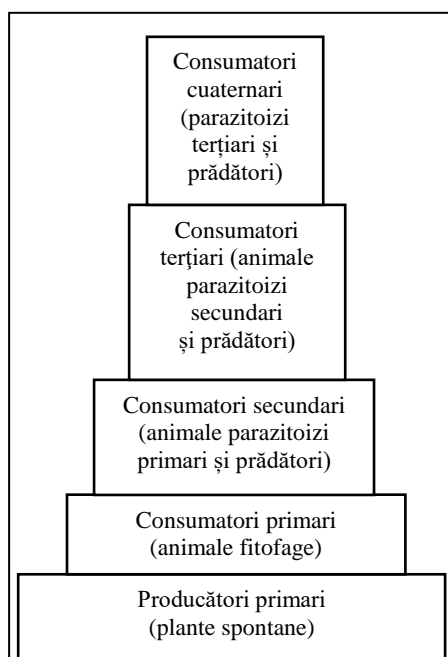 Consumatori
cuaternari
(parazitoizi
terțiari și
prădători)
Consumatori
terţiari (animale
parazitoizi
secundari
și prădători)
Consumatori secundari
(animale parazitoizi
primari și prădători)
Consumatori primari
(animale fitofage)
Producători primari
(plante spontane)